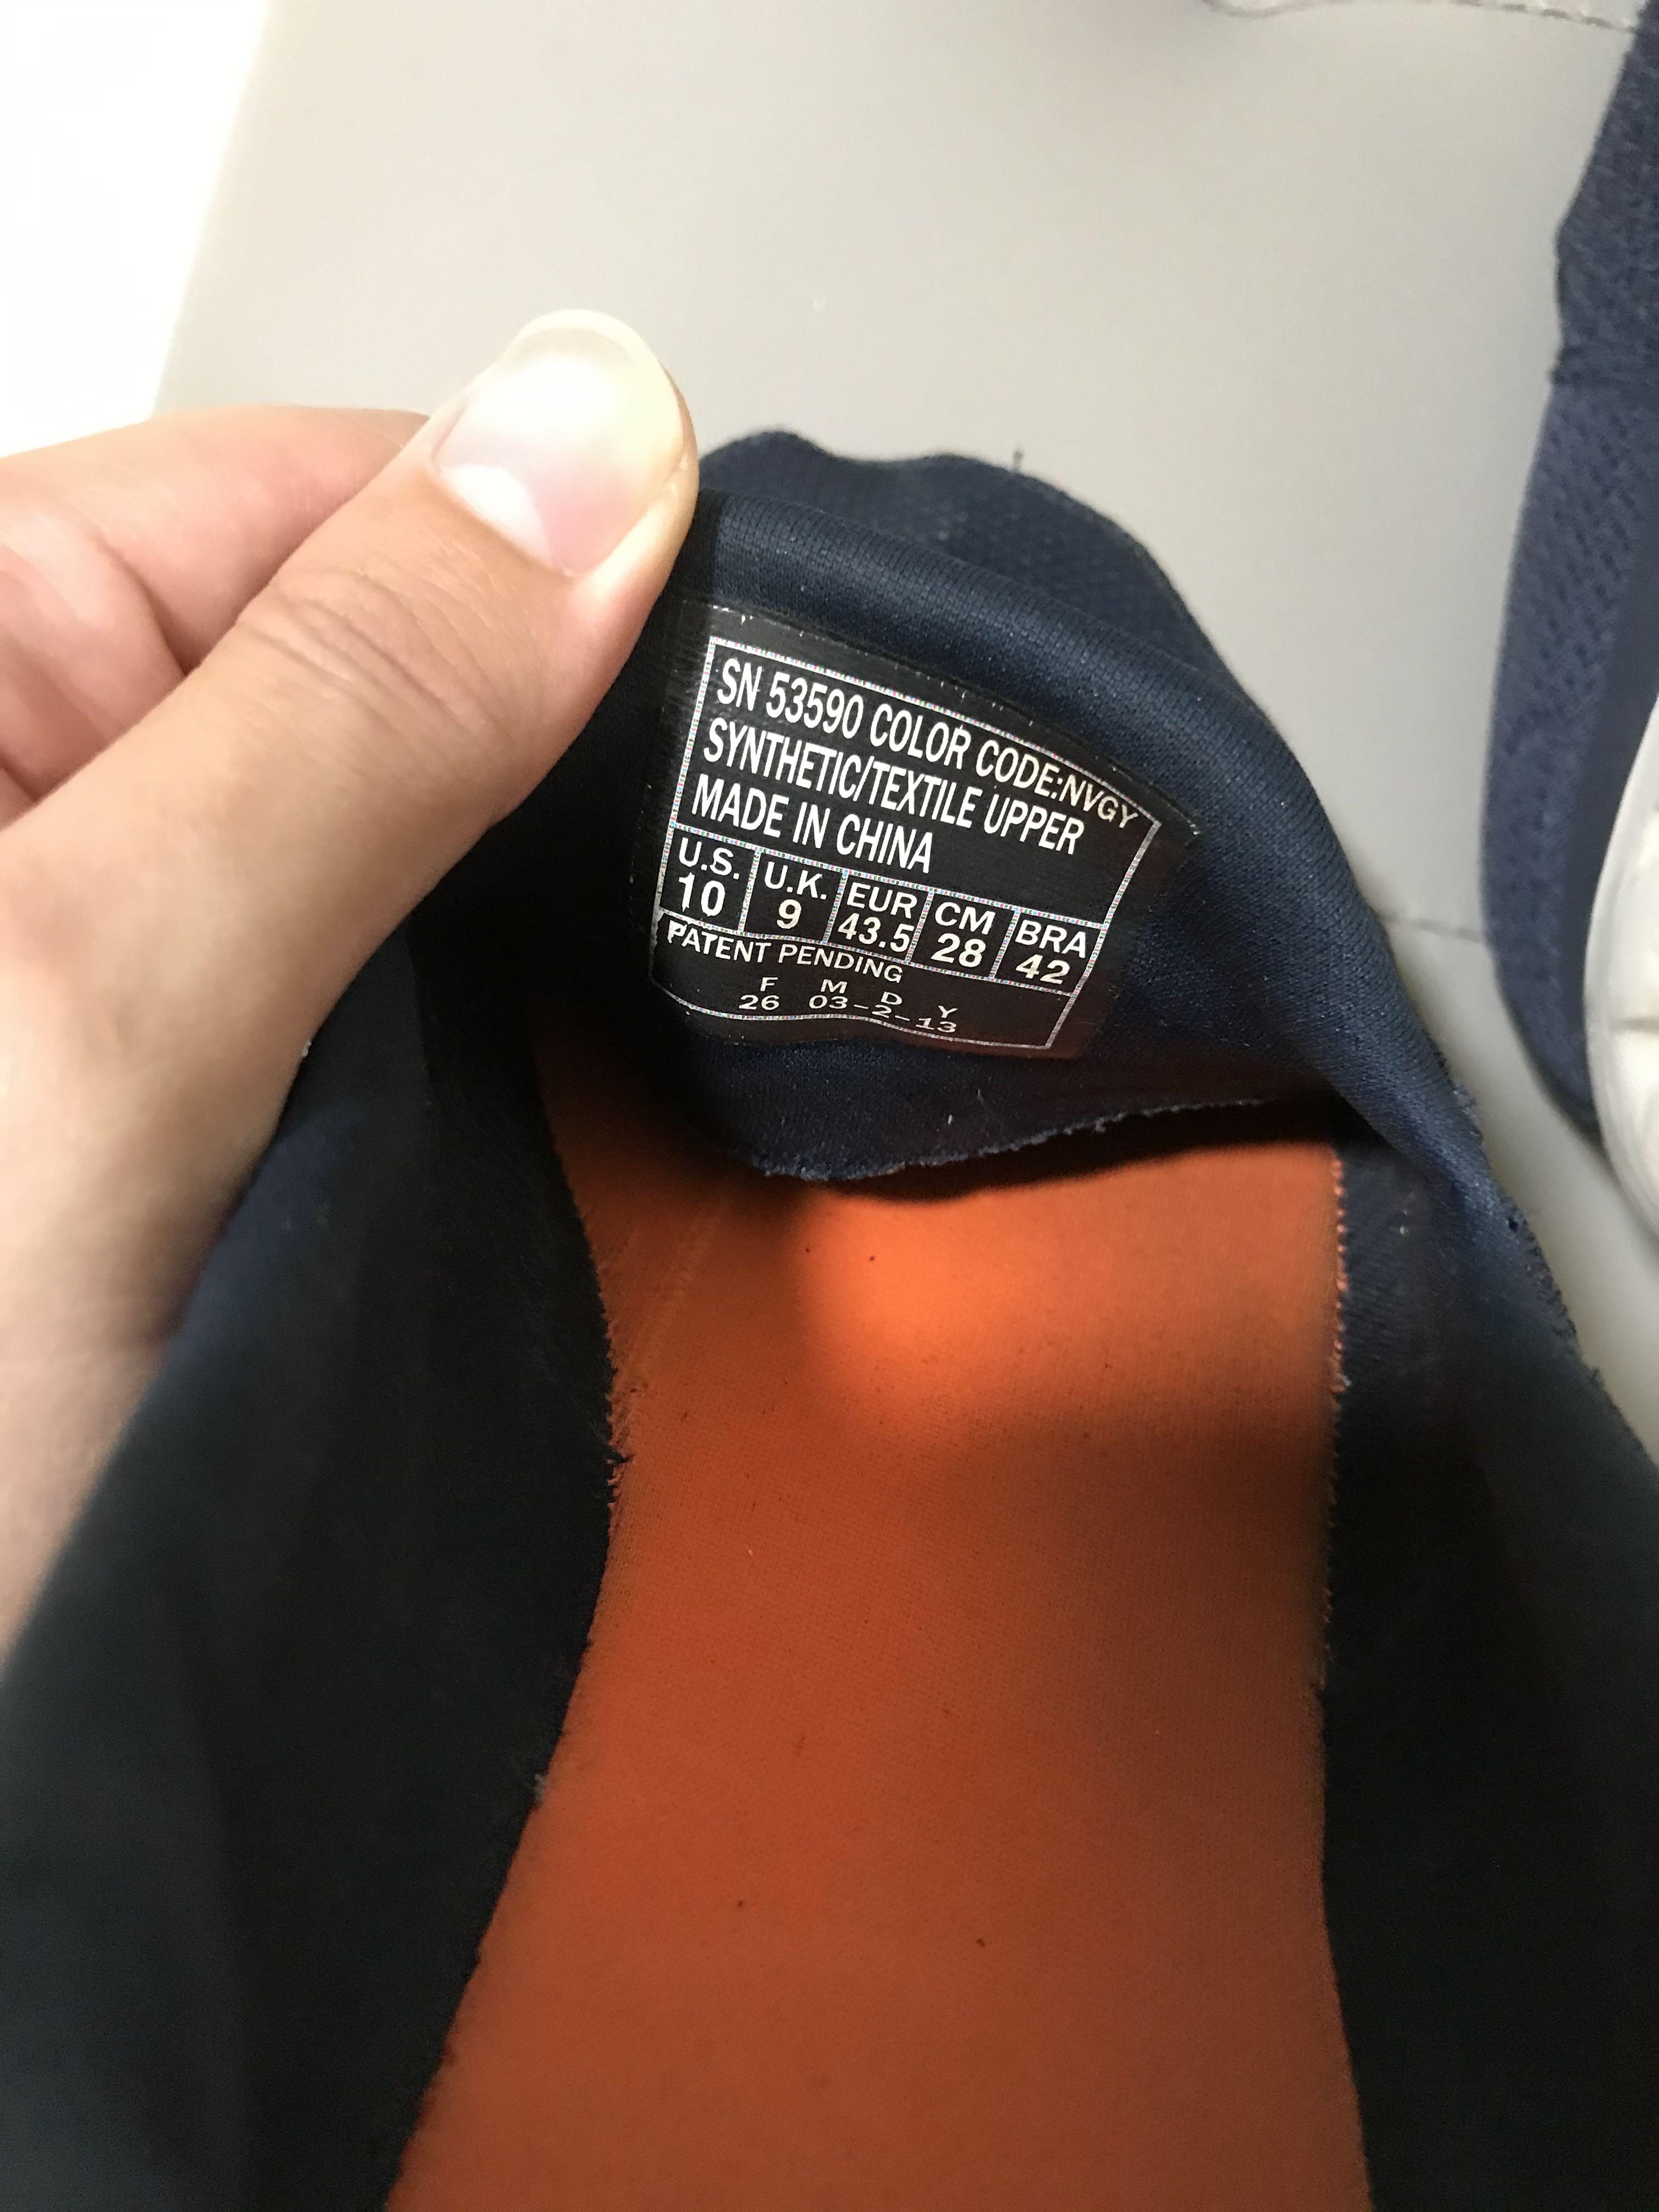 SN 53590 COLOR CODE:NVGY
SYNTHETIC/TEXTILE UPPER
MADE IN CHINA
U.S. U.K. EUR CM BRA
10 9 43.5 28 42
PATENT PENDING
F M D Y
26 03-2-13